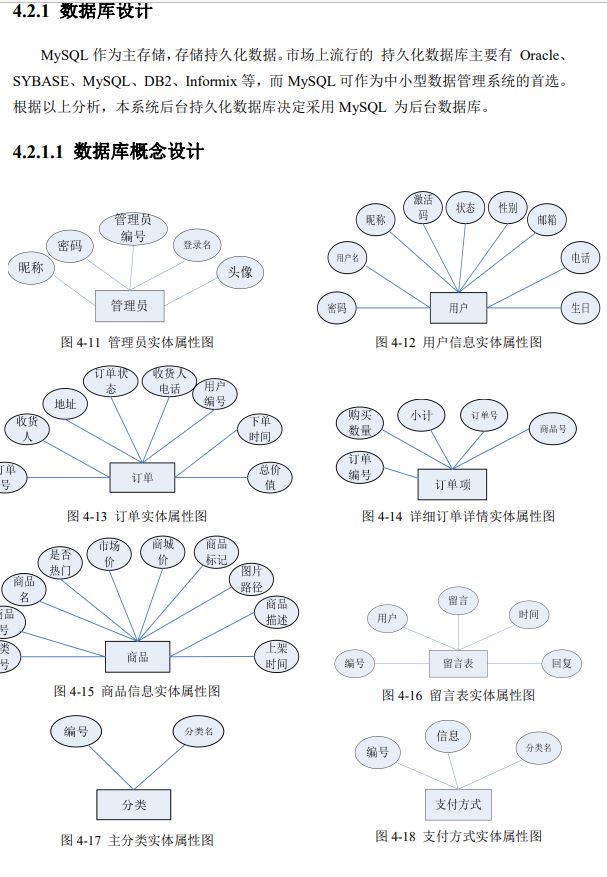 4.2.1 数据库设计
MySQL 作为主存储，存储持久化数据。市场上流行的 持久化数据库主要有 Oracle、
SYBASE、MySQL、DB2、Informix 等，而 MySQL 可作为中小型数据管理系统的首选。
根据以上分析，本系统后台持久化数据库决定采用 MySQL 为后台数据库。
4.2.1.1 数据库概念设计
昵称
密码
管理员
编号
登录名
头像
管理员
图 4-11 管理员实体属性图
密码
用户名
昵称
激活
码
状态
性别
邮箱
电话
生日
用户
图 4-12 用户信息实体属性图
单
号
收货
人
地址
订单状
态
收货人
电话
用户
编号
下单
时间
总价
值
订单
图 4-13 订单实体属性图
订单
编号
购买
数量
小计
订单号
商品号
订单项
图 4-14 详细订单详情实体属性图
类
号
品
号
商品
名
是否
热门
市场
价
商城
价
商品
标记
图片
路径
商品
描述
上架
时间
商品
图 4-15 商品信息实体属性图
编号
用户
留言
时间
回复
留言表
图 4-16 留言表实体属性图
编号
分类名
分类
图 4-17 主分类实体属性图
编号
信息
分类名
支付方式
图 4-18 支付方式实体属性图